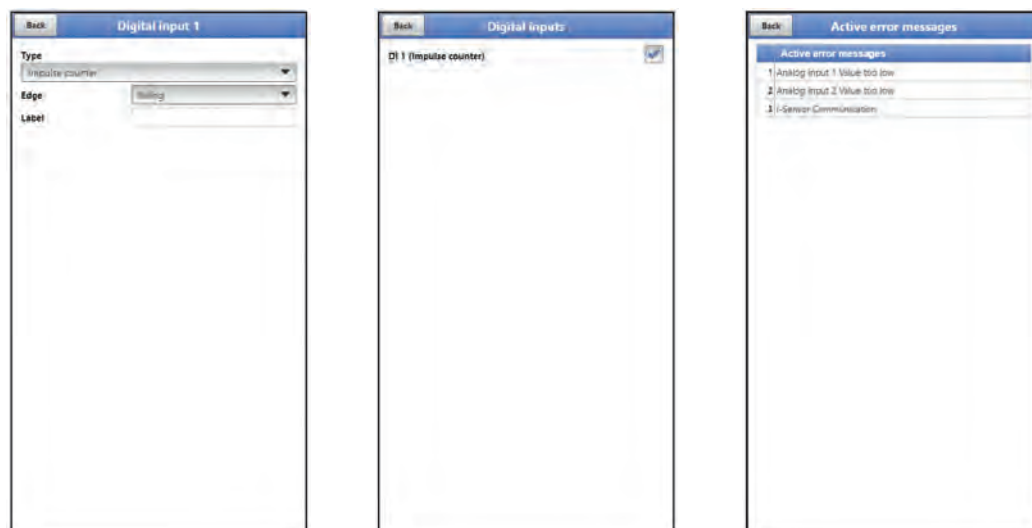 Back
Digital input 1
Type
Impulse counter
Edge
Label
Back
Digital inputs
DI 1 (Impulse counter)
Back
Active error messages
Active error messages
1 Analog input 1 Value too low
2 Analog input 2 Value too low
3 i-Sensor Communication